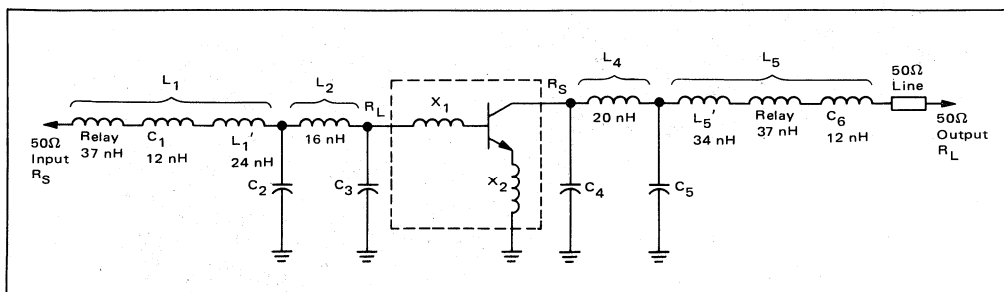 L1
L2
RL
X1
RS
L4
L5
50Ω
Line
50Ω
Input
RS
Relay
37 nH
C1
12 nH
L1'
24 nH
16 nH
X2
20 nH
L5'
34 nH
Relay
37 nH
C6
12 nH
50Ω
Output
RL
C2
C3
C4
C5